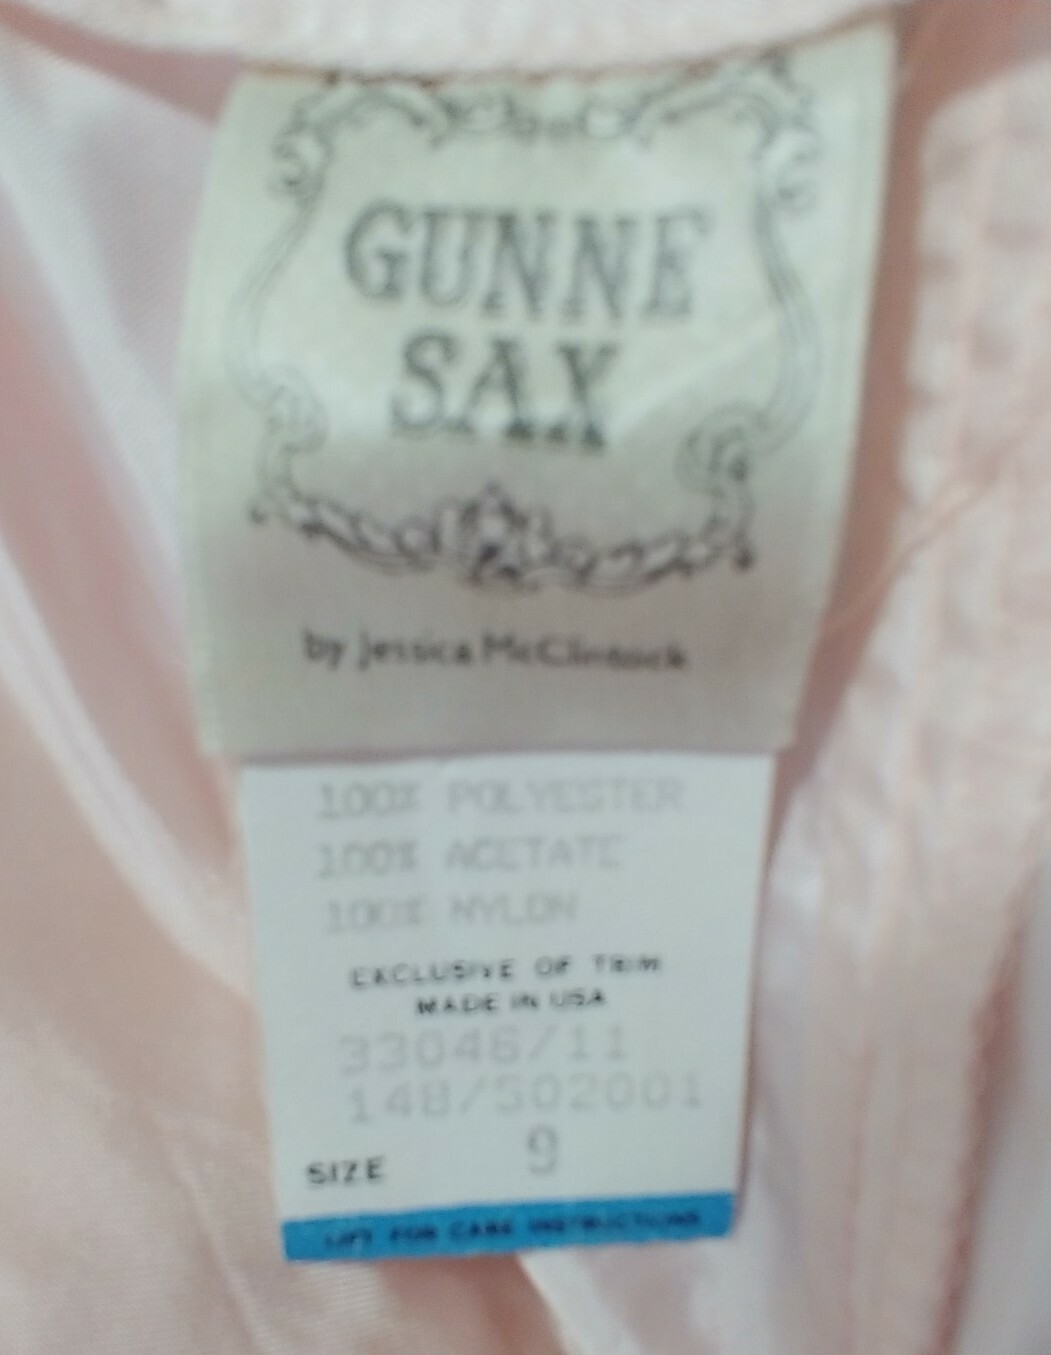 GUNNE
SAX
by Jessica McClintock
100% POLYESTER
100% ACETATE
100% NYLON
EXCLUSIVE OF TRIM
MADE IN USA
33046/11
148/502001
SIZE 9
LIFT FOR CARE INSTRUCTIONS